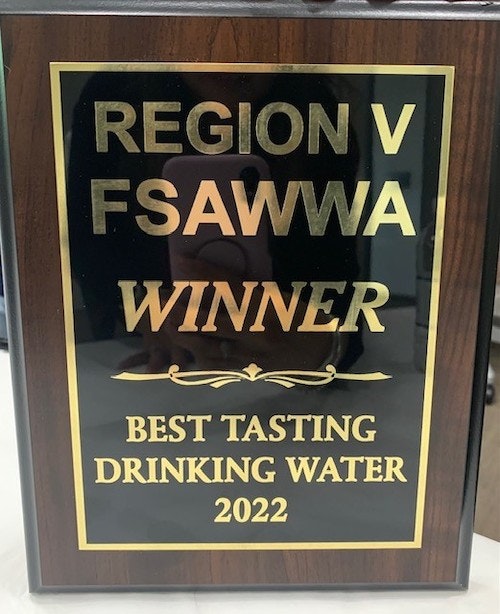 REGION V
FSAWWA
WINNER
BEST TASTING
DRINKING WATER
2022